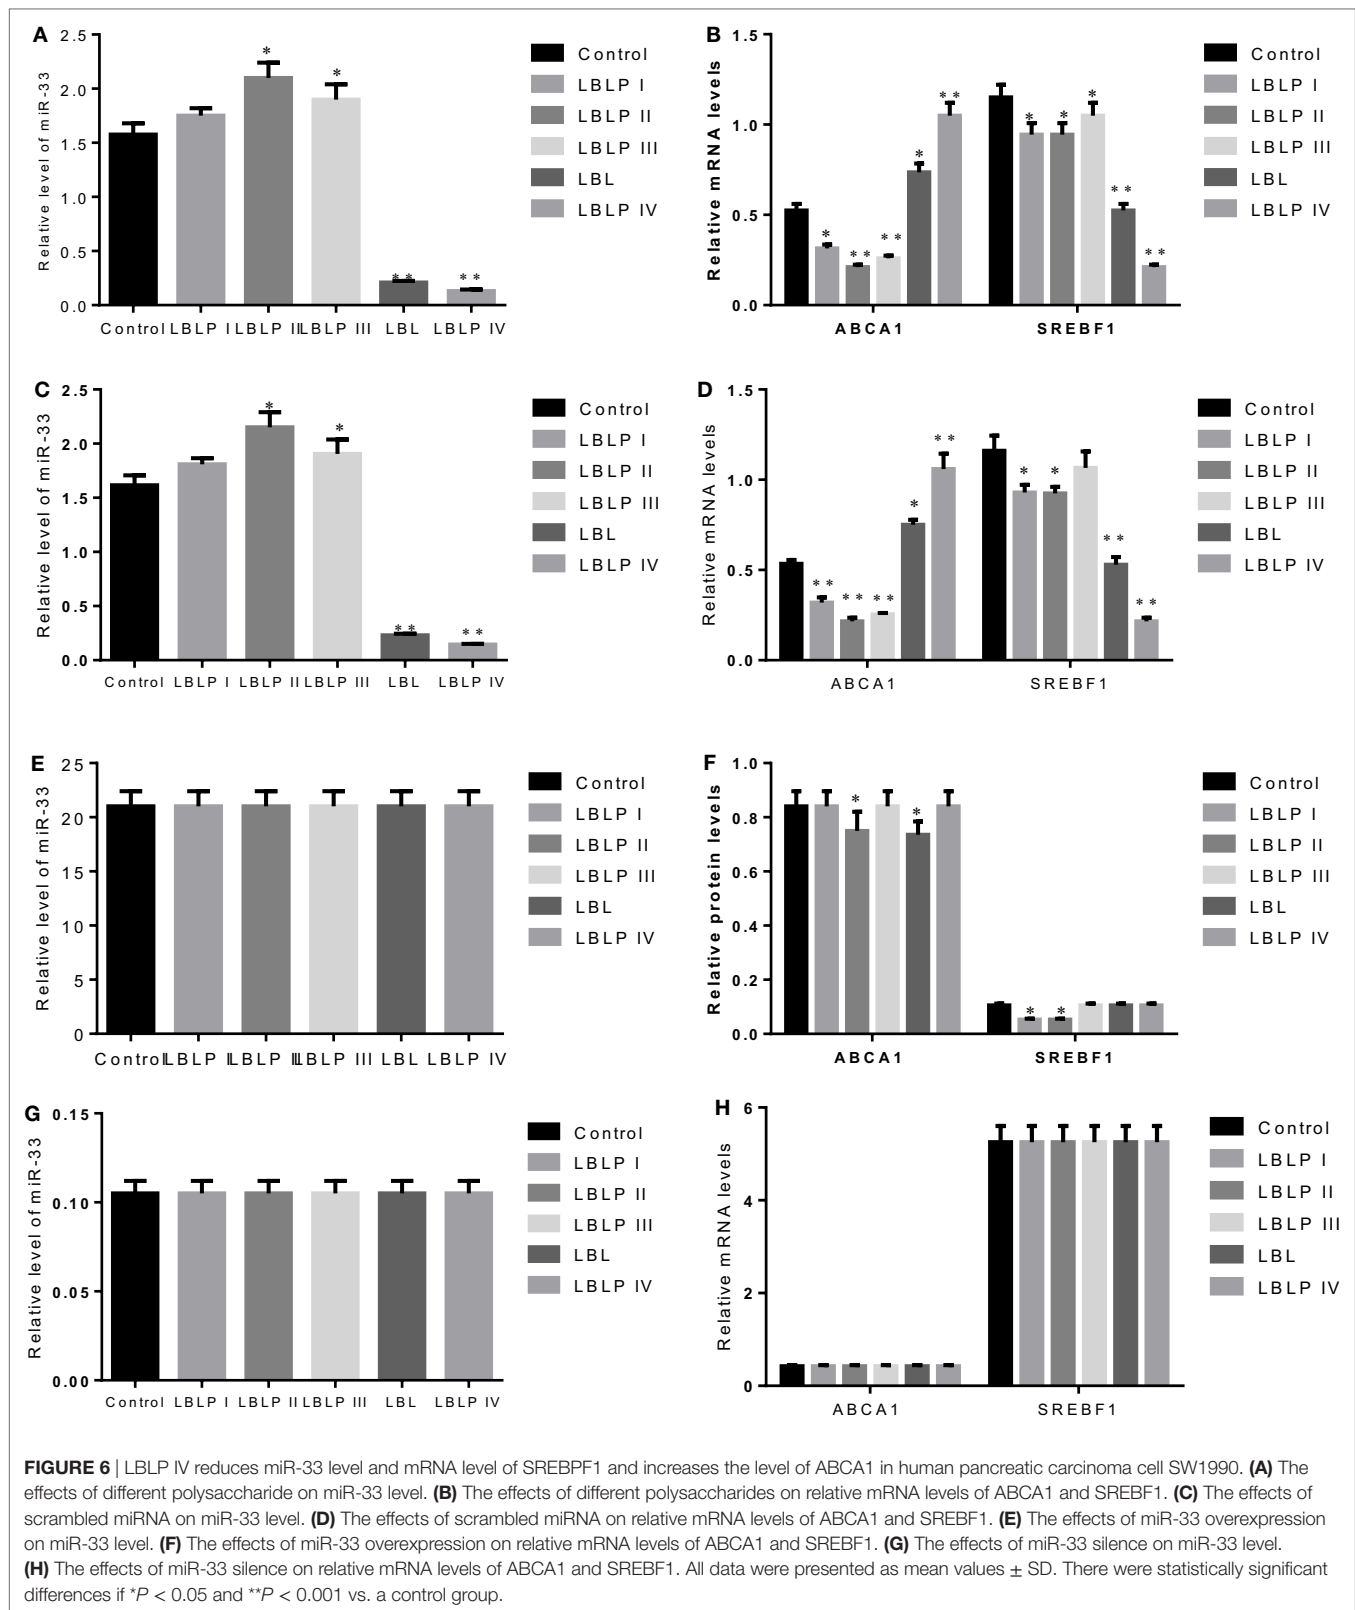 A
2.5
2.0
1.5
1.0
0.5
0.0
Relative level of miR-33
* * ** * *
Control LBLP I LBLP II LBLP III LBL LBLP IV
Control
LBLP I
LBLP II
LBLP III
LBL
LBLP IV
B
1.5
1.0
0.5
0.0
Relative mRNA levels
* * * * * * * * * * * * * * * *
ABCA1 SREBF1
Control
LBLP I
LBLP II
LBLP III
LBL
LBLP IV
C
2.5
2.0
1.5
1.0
0.5
0.0
Relative level of miR-33
* * ** * *
Control LBLP I LBLP II LBLP III LBL LBLP IV
Control
LBLP I
LBLP II
LBLP III
LBL
LBLP IV
D
1.5
1.0
0.5
0.0
Relative mRNA levels
* * * * * * * * * * * * * * *
ABCA1 SREBF1
Control
LBLP I
LBLP II
LBLP III
LBL
LBLP IV
E
25
20
15
10
5
0
Relative level of miR-33
Control LBLP I LBLP II LBLP III LBL LBLP IV
Control
LBLP I
LBLP II
LBLP III
LBL
LBLP IV
F
1.0
0.8
0.6
0.4
0.2
0.0
Relative protein levels
* * * *
ABCA1 SREBF1
Control
LBLP I
LBLP II
LBLP III
LBL
LBLP IV
G
0.15
0.10
0.05
0.00
Relative level of miR-33
Control LBLP I LBLP II LBLP III LBL LBLP IV
Control
LBLP I
LBLP II
LBLP III
LBL
LBLP IV
H
6
4
2
0
Relative mRNA levels
ABCA1 SREBF1
Control
LBLP I
LBLP II
LBLP III
LBL
LBLP IV
FIGURE 6 | LBLP IV reduces miR-33 level and mRNA level of SREBPF1 and increases the level of ABCA1 in human pancreatic carcinoma cell SW1990. (A) The
effects of different polysaccharide on miR-33 level. (B) The effects of different polysaccharides on relative mRNA levels of ABCA1 and SREBF1. (C) The effects of
scrambled miRNA on miR-33 level. (D) The effects of scrambled miRNA on relative mRNA levels of ABCA1 and SREBF1. (E) The effects of miR-33 overexpression
on miR-33 level. (F) The effects of miR-33 overexpression on relative mRNA levels of ABCA1 and SREBF1. (G) The effects of miR-33 silence on miR-33 level.
(H) The effects of miR-33 silence on relative mRNA levels of ABCA1 and SREBF1. All data were presented as mean values ± SD. There were statistically significant
differences if *P < 0.05 and **P < 0.001 vs. a control group.